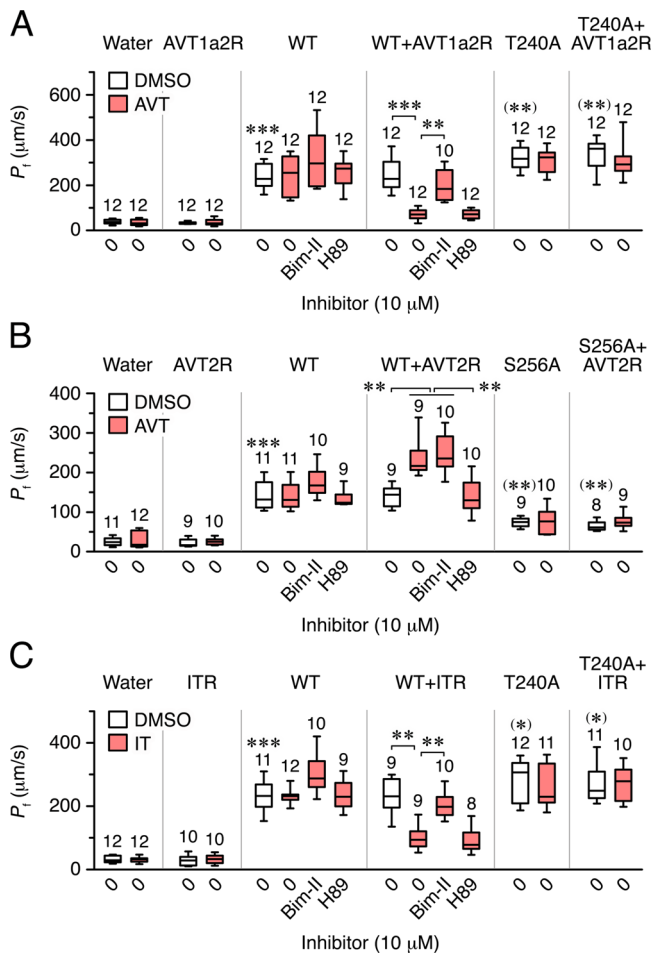 A
Water AVT1a2R WT WT+AVT1a2R T240A T240A+
AVT1a2R
DMSO
AVT
Pf (µm/s)
600
400
200
0
12 12 12 12 *** 12 12 12 12 12 *** 12 ** 10 12 (**) 12 12 (**) 12 12
0 0 0 0 0 0 Bim-II H89 0 0 Bim-II H89 0 0 0 0
Inhibitor (10 µM)
B
Water AVT2R WT WT+AVT2R S256A S256A+
AVT2R
DMSO
AVT
Pf (µm/s)
400
300
200
100
0
11 12 9 10 *** 11 11 10 9 ** 9 9 10 ** 10 (**) 9 10 (**) 8 9
0 0 0 0 0 0 Bim-II H89 0 0 Bim-II H89 0 0 0 0
Inhibitor (10 µM)
C
Water ITR WT WT+ITR T240A T240A+
ITR
DMSO
IT
Pf (µm/s)
400
200
0
12 12 10 10 *** 11 12 10 9 9 ** 9 ** 10 8 (*) 12 11 (*) 11 10
0 0 0 0 0 0 Bim-II H89 0 0 Bim-II H89 0 0 0 0
Inhibitor (10 µM)